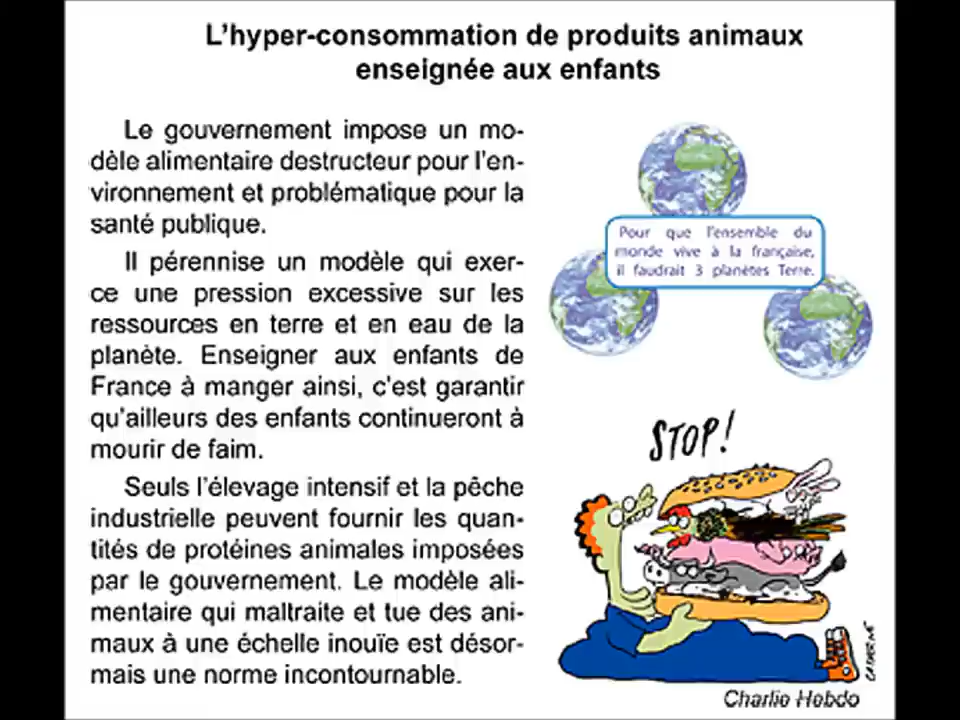 L'hyper-consommation de produits animaux
enseignée aux enfants
Le gouvernement impose un mo-
dèle alimentaire destructeur pour l'en-
vironnement et problématique pour la
santé publique.
Il pérennise un modèle qui exer-
ce une pression excessive sur les
ressources en terre et en eau de la
planète. Enseigner aux enfants de
France à manger ainsi, c'est garantir
qu'ailleurs des enfants continueront à
mourir de faim.
Seuls l'élevage intensif et la pêche
industrielle peuvent fournir les quan-
tités de protéines animales imposées
par le gouvernement. Le modèle ali-
mentaire qui maltraite et tue des ani-
maux à une échelle inouïe est désor-
mais une norme incontournable.
Pour que l'ensemble du
monde vive à la française,
il faudrait 3 planètes Terre.
STOP!
Charlie Hebdo